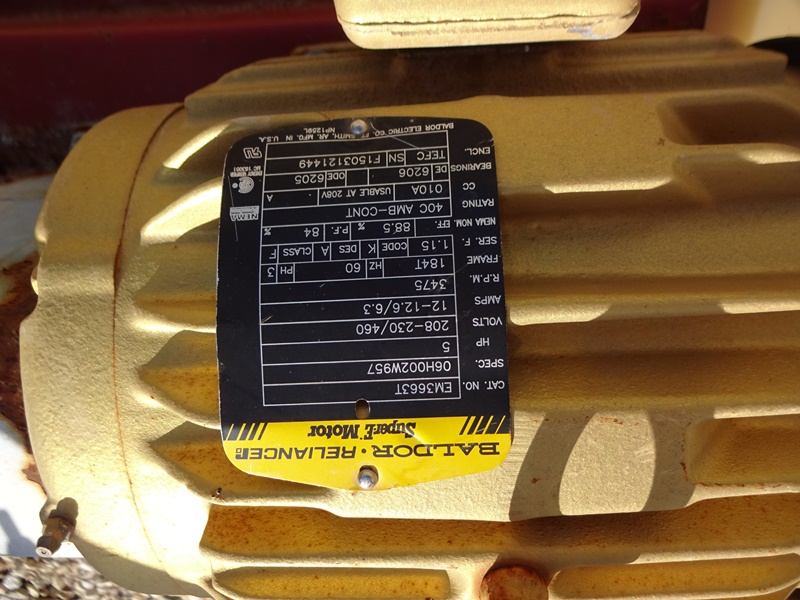 BALDOR • RELIANCE
Super-E Motor
CAT. NO. EM3663T
SPEC. 06H002W957
HP 5
VOLTS 208-230/460
AMPS 12-12.6/6.3
R.P.M. 3475
FRAME 184T HZ 60 PH 3
SER. F. 1.15 CODE K DES A CLASS F
NEMA NOM. EFF. 88.5 % P.F. 84 %
RATING 40C AMB-CONT
CC 010A USABLE AT 208V A
BEARINGS DE 6206 ODE 6205
ENCL. TEFC SN F1503121449
BALDOR ELECTRIC CO. FT. SMITH, AR. MFG. IN U.S.A.
NP1259L
NEMA